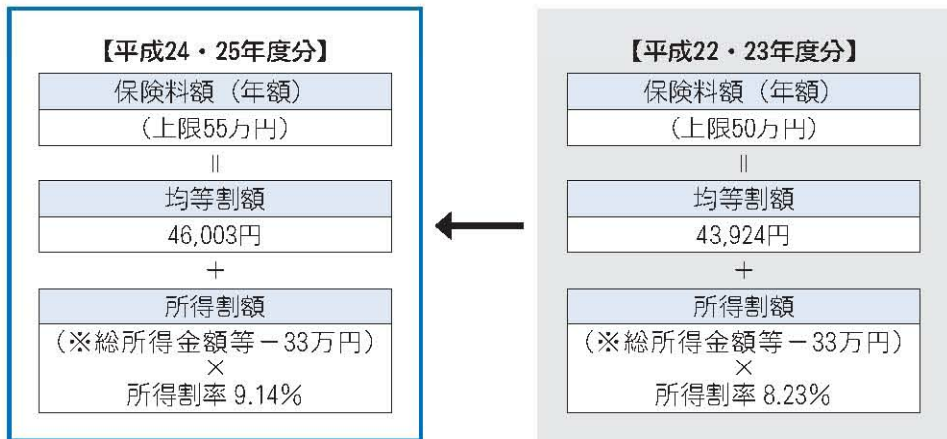 【平成24・25年度分】
保険料額（年額）
（上限55万円）
＝
均等割額
46,003円
＋
所得割額
（※総所得金額等－33万円）
×
所得割率 9.14%
【平成22・23年度分】
保険料額（年額）
（上限50万円）
＝
均等割額
43,924円
＋
所得割額
（※総所得金額等－33万円）
×
所得割率 8.23%